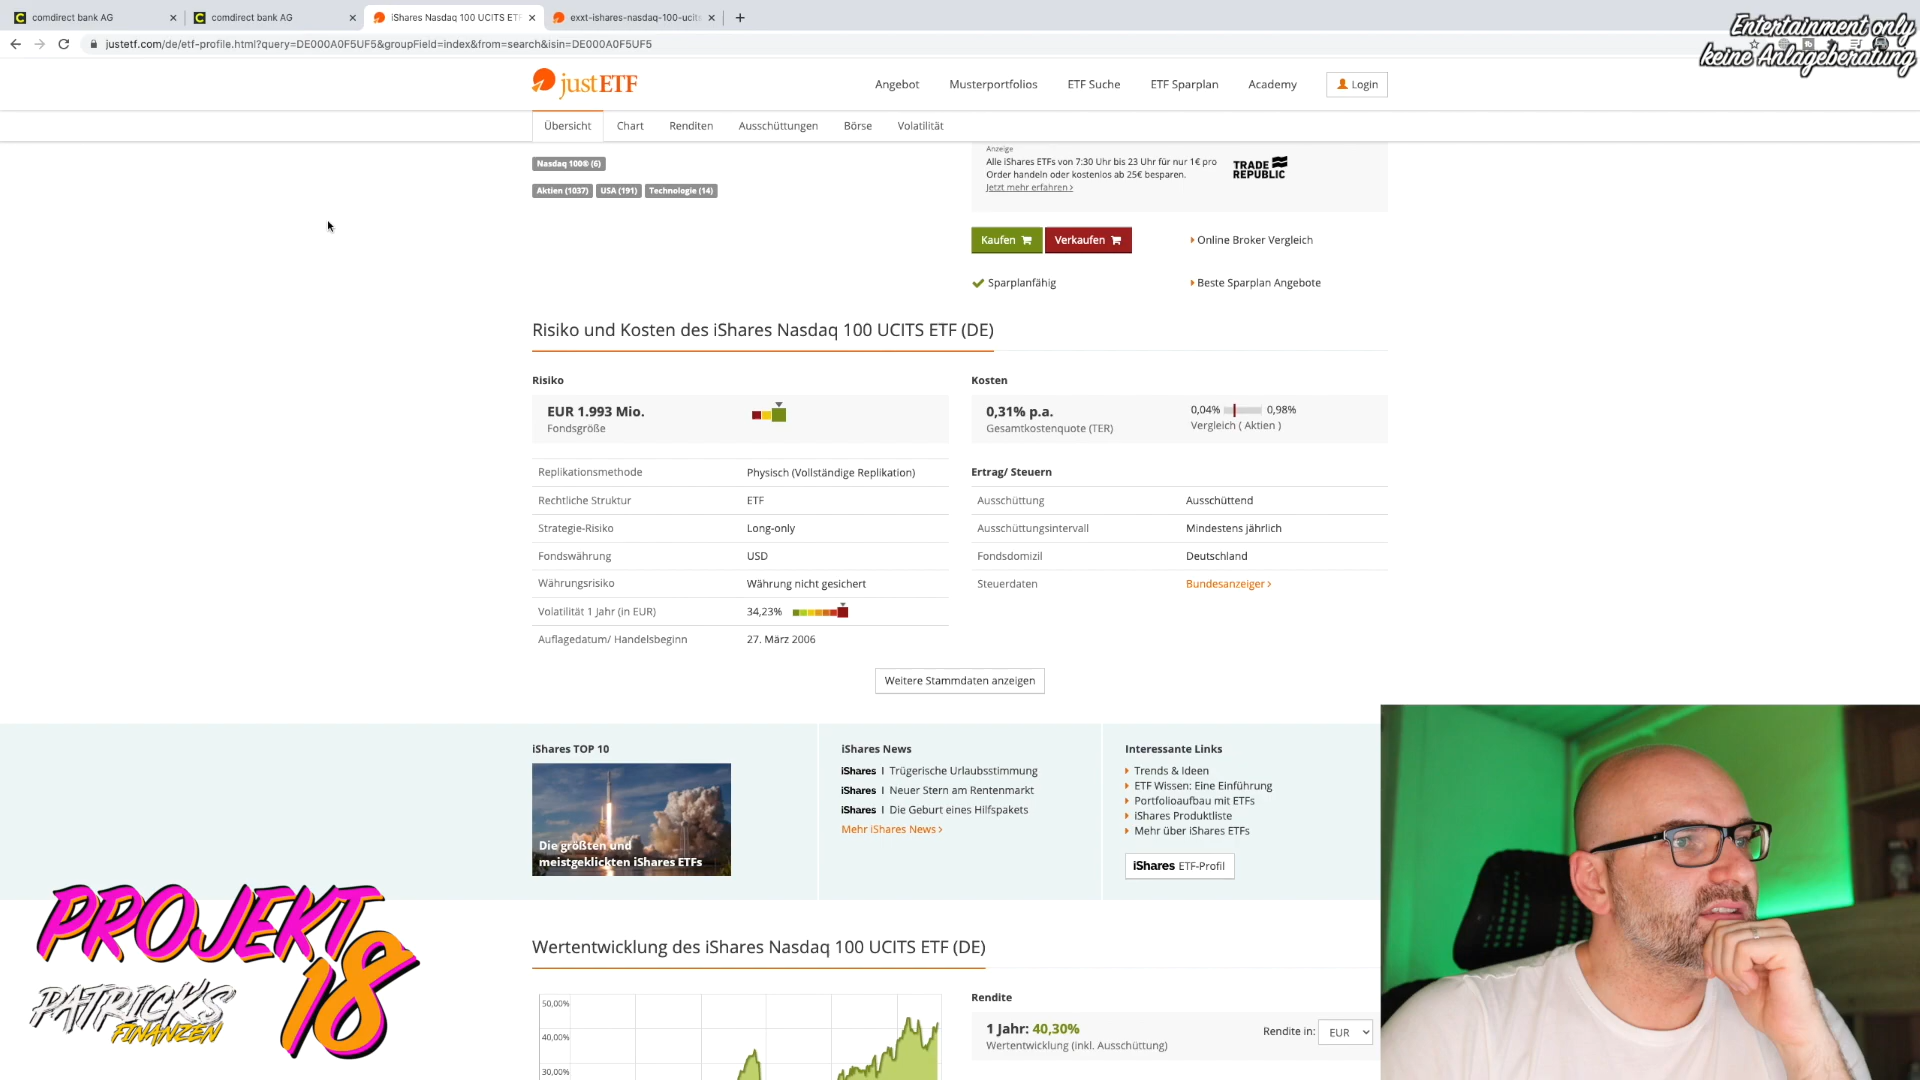 comdirect bank AG
comdirect bank AG
iShares Nasdaq 100 UCITS ETF
exxt-ishares-nasdaq-100-ucits
justetf.com/de/etf-profile.html?query=DE000A0F5UF5&groupField=index&from=search&isin=DE000A0F5UF5
Entertainment only
keine Anlageberatung
justETF
Angebot
Musterportfolios
ETF Suche
ETF Sparplan
Academy
Login
Übersicht
Chart
Renditen
Ausschüttungen
Börse
Volatilität
Nasdaq 100® (6)
Aktien (1037)
USA (191)
Technologie (14)
Anzeige
Alle iShares ETFs von 7:30 Uhr bis 23 Uhr für nur 1€ pro
Order handeln oder kostenlos ab 25€ besparen.
Jetzt mehr erfahren ›
TRADE
REPUBLIC
Kaufen
Verkaufen
Online Broker Vergleich
Sparplanfähig
Beste Sparplan Angebote
Risiko und Kosten des iShares Nasdaq 100 UCITS ETF (DE)
Risiko
EUR 1.993 Mio.
Fondsgröße
Replikationsmethode Physisch (Vollständige Replikation)
Rechtliche Struktur ETF
Strategie-Risiko Long-only
Fondswährung USD
Währungsrisiko Währung nicht gesichert
Volatilität 1 Jahr (in EUR) 34,23%
Auflagedatum/ Handelsbeginn 27. März 2006
Kosten
0,31% p.a.
Gesamtkostenquote (TER)
0,04% 0,98%
Vergleich ( Aktien )
Ertrag/ Steuern
Ausschüttung Ausschüttend
Ausschüttungsintervall Mindestens jährlich
Fondsdomizil Deutschland
Steuerdaten Bundesanzeiger ›
Weitere Stammdaten anzeigen
iShares TOP 10
Die größten und
meistgeklickten iShares ETFs
iShares News
iShares | Trügerische Urlaubsstimmung
iShares | Neuer Stern am Rentenmarkt
iShares | Die Geburt eines Hilfspakets
Mehr iShares News ›
Interessante Links
Trends & Ideen
ETF Wissen: Eine Einführung
Portfolioaufbau mit ETFs
iShares Produktliste
Mehr über iShares ETFs
iShares ETF-Profil
PROJEKT
18
PATRICKS
FINANZEN
Wertentwicklung des iShares Nasdaq 100 UCITS ETF (DE)
50,00%
40,00%
30,00%
Rendite
1 Jahr: 40,30%
Wertentwicklung (inkl. Ausschüttung)
Rendite in: EUR